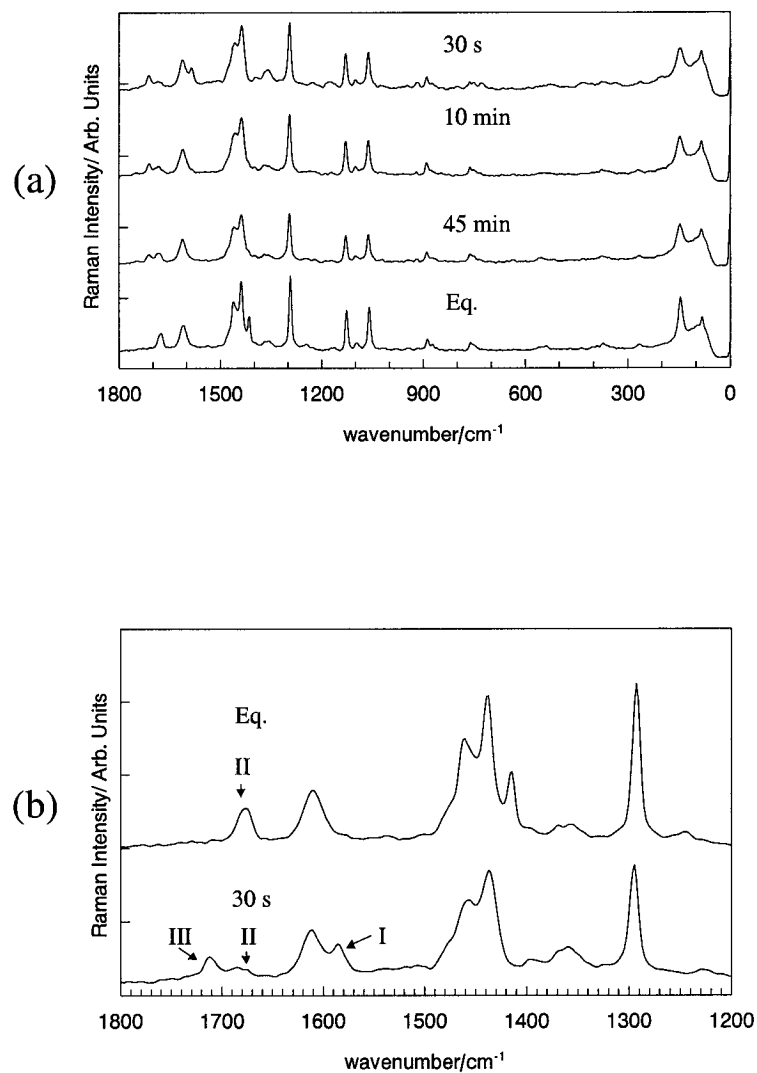 (a)
Raman Intensity/ Arb. Units
30 s
10 min
45 min
Eq.
1800 1500 1200 900 600 300 0
wavenumber/cm-1
(b)
Raman Intensity/ Arb. Units
Eq.
II
30 s
III II I
1800 1700 1600 1500 1400 1300 1200
wavenumber/cm-1